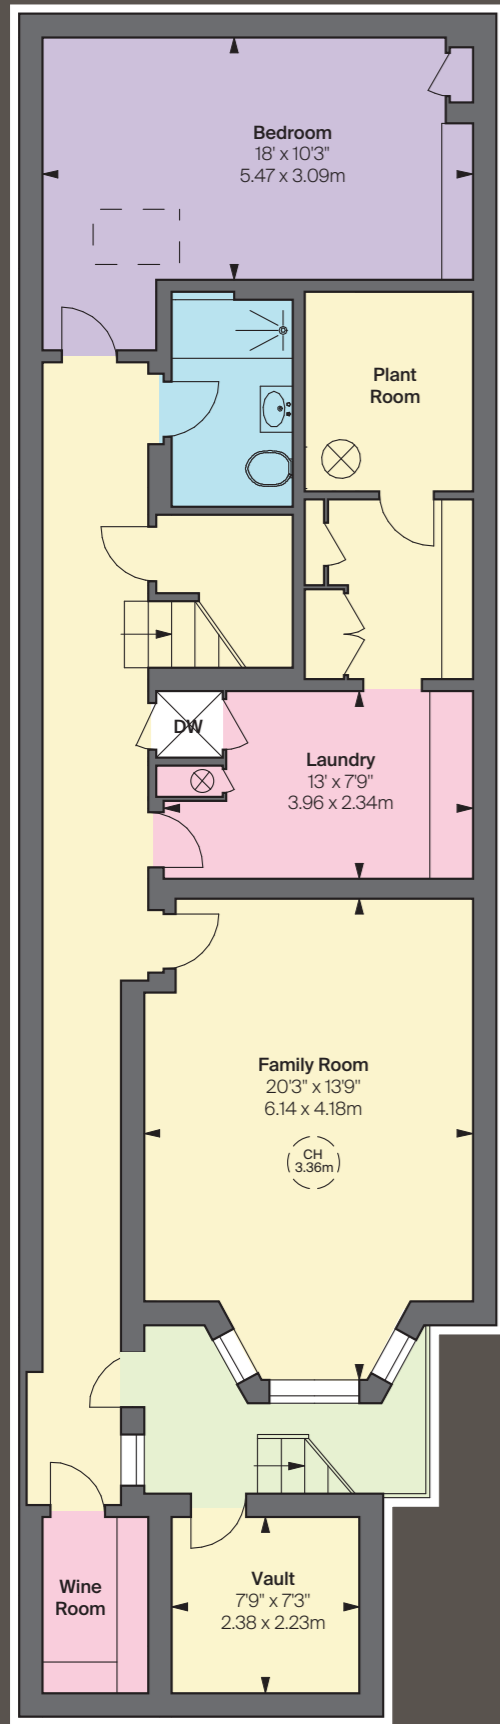 Bedroom
18' x 10'3"
5.47 x 3.09m
Plant
Room
DW
Laundry
13' x 7'9"
3.96 x 2.34m
Family Room
20'3" x 13'9"
6.14 x 4.18m
CH
3.36m
Wine
Room
Vault
7'9" x 7'3"
2.38 x 2.23m